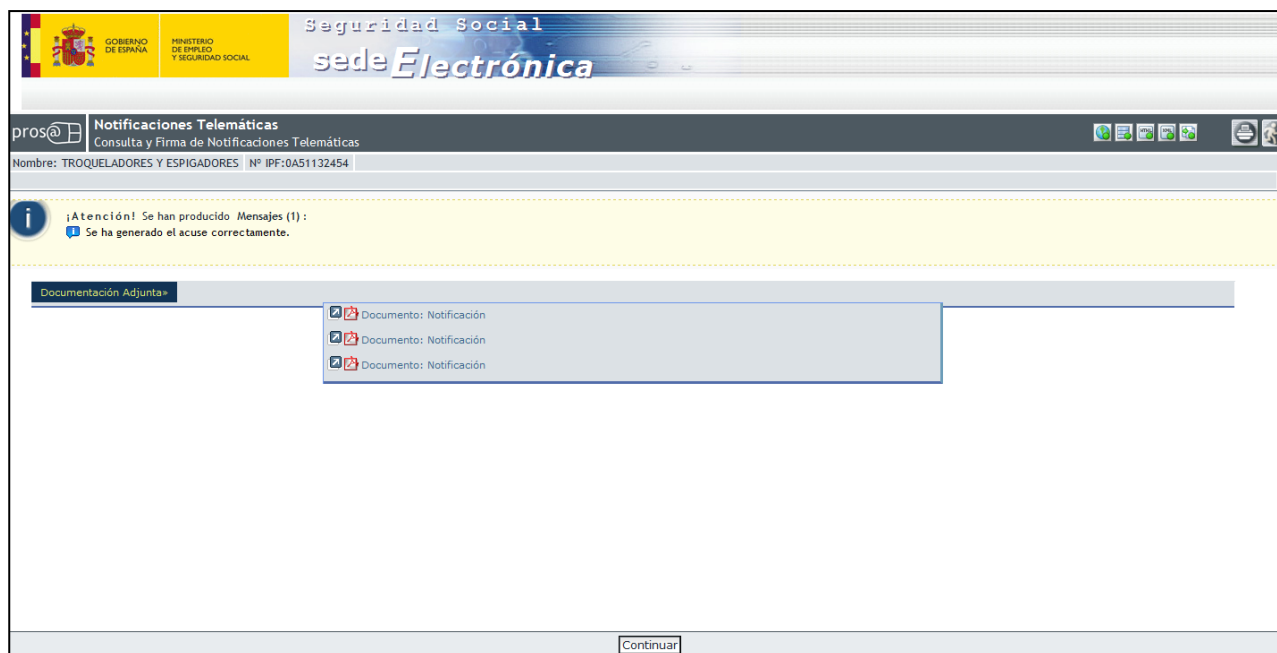 GOBIERNO
DE ESPAÑA
MINISTERIO
DE EMPLEO
Y SEGURIDAD SOCIAL
Seguridad Social
sede Electrónica
pros@
Notificaciones Telemáticas
Consulta y Firma de Notificaciones Telemáticas
Nombre: TROQUELADORES Y ESPIGADORES Nº IPF:0A51132454
¡Atención! Se han producido Mensajes (1) :
Se ha generado el acuse correctamente.
Documentación Adjunta»
Documento: Notificación
Documento: Notificación
Documento: Notificación
Continuar